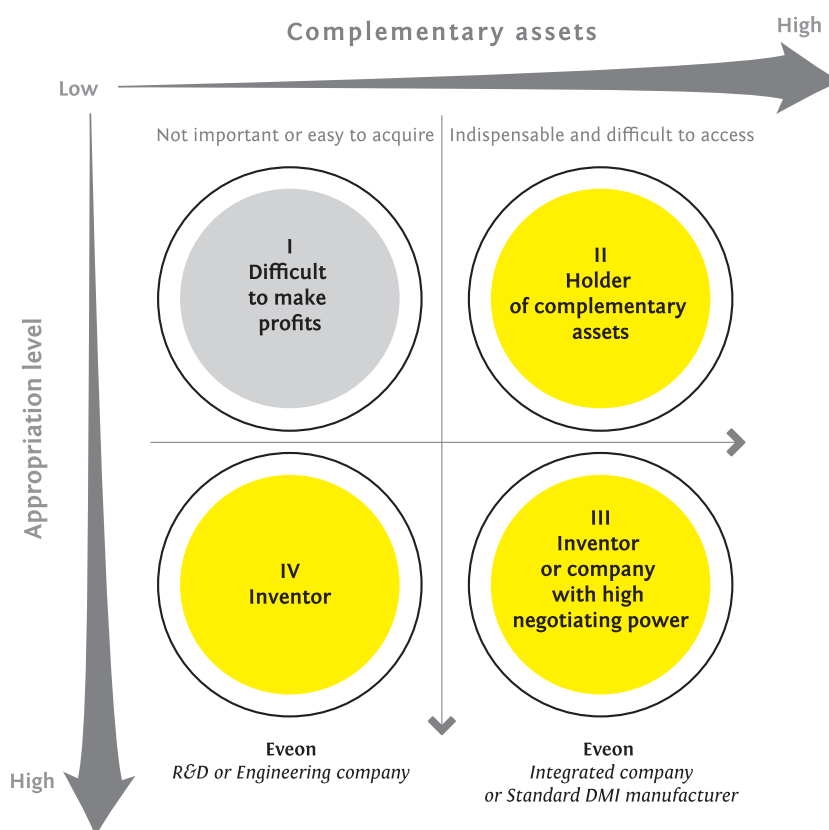 Complementary assets
High
Low
Not important or easy to acquire
Indispensable and difficult to access
I
Difficult
to make
profits
II
Holder
of complementary
assets
Appropriation level
IV
Inventor
III
Inventor
or company
with high
negotiating power
High
Eveon
R&D or Engineering company
Eveon
Integrated company
or Standard DMI manufacturer